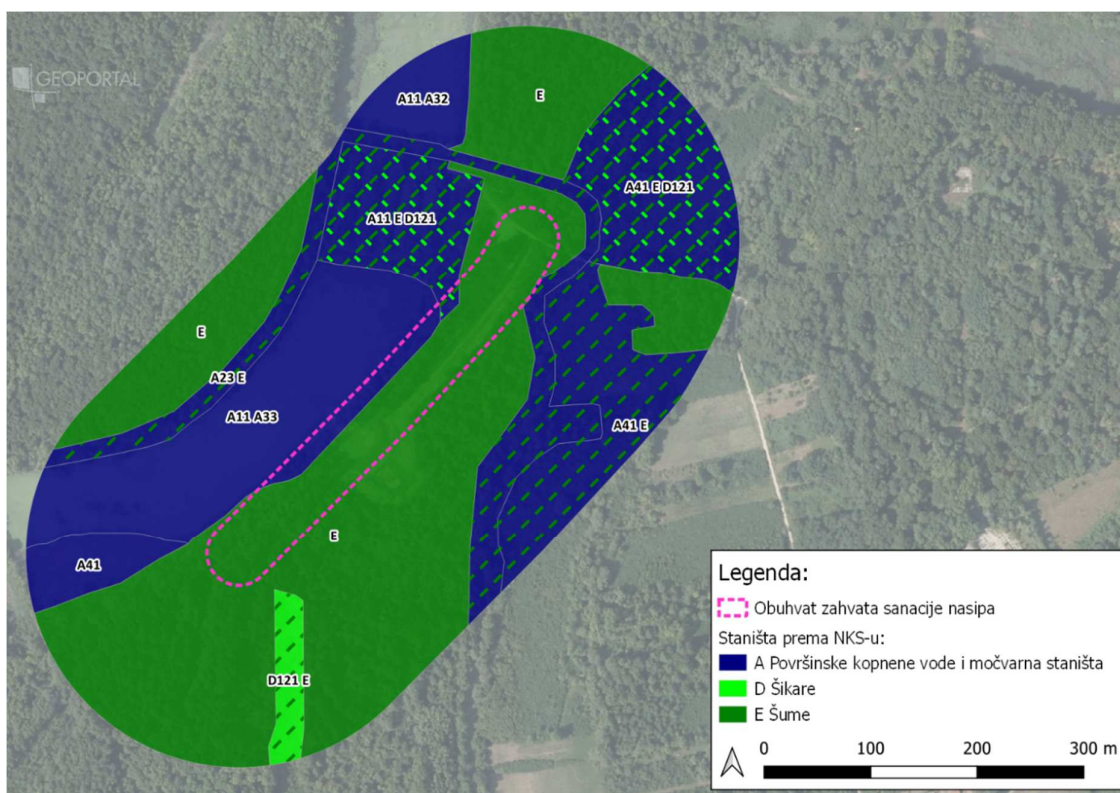 GEOPORTAL
A11 A32
E
A41 E D121
A11 E D121
E
A23 E
A11 A33
A41 E
E
A41
D121 E
Legenda:
Obuhvat zahvata sanacije nasipa
Staništa prema NKS-u:
A Površinske kopnene vode i močvarna staništa
D Šikare
E Šume
0 100 200 300 m